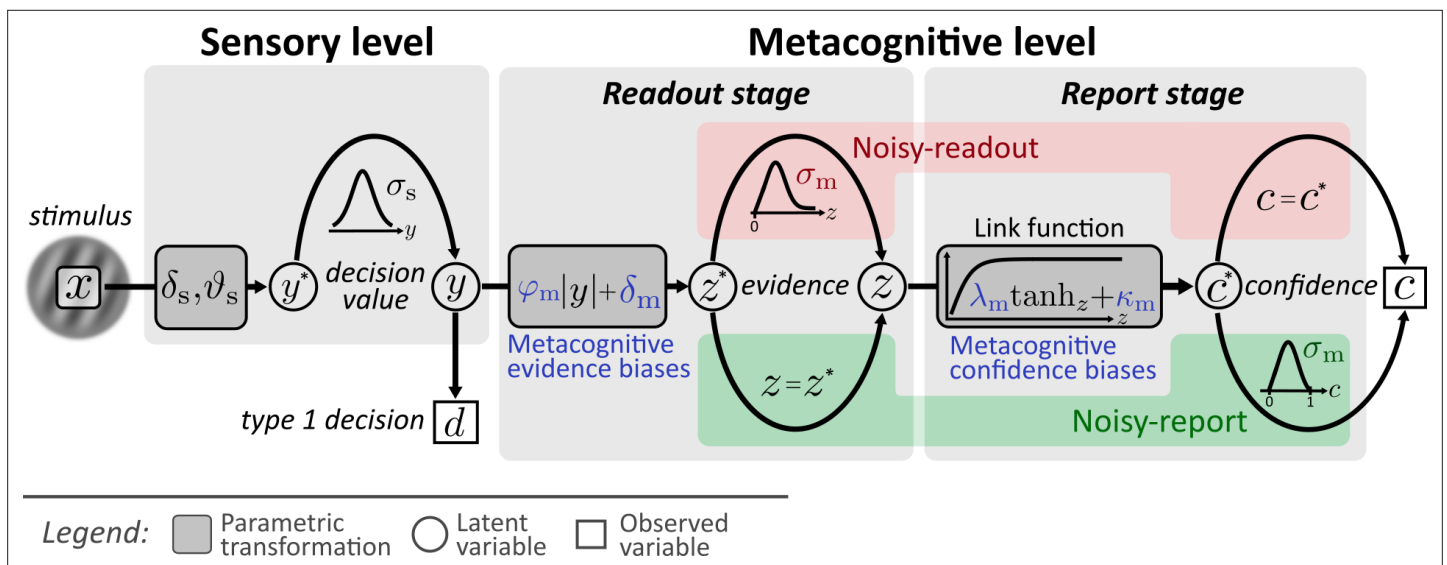 Sensory level
Metacognitive level
Readout stage
Report stage
Noisy-readout
stimulus
σs
y
σm
z
0
c = c*
Link function
x
δs,ϑs
y*
decision
value
y
φm|y|+δm
z*
evidence
z
λm tanhz+κm
z
c*
confidence
c
Metacognitive
evidence biases
Metacognitive
confidence biases
z = z*
σm
0
1
c
type 1 decision
d
Noisy-report
Legend:
Parametric
transformation
Latent
variable
Observed
variable